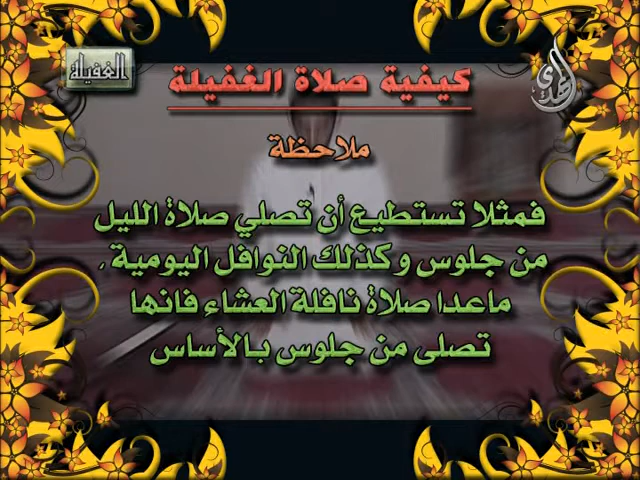 الغفيلة
الهدى
كيفية صلاة الغفيلة
ملاحظة
فمثلا تستطيع أن تصلي صلاة الليل
من جلوس وكذلك النوافل اليومية .
ماعدا صلاة نافلة العشاء فانها
تصلى من جلوس بالأساس